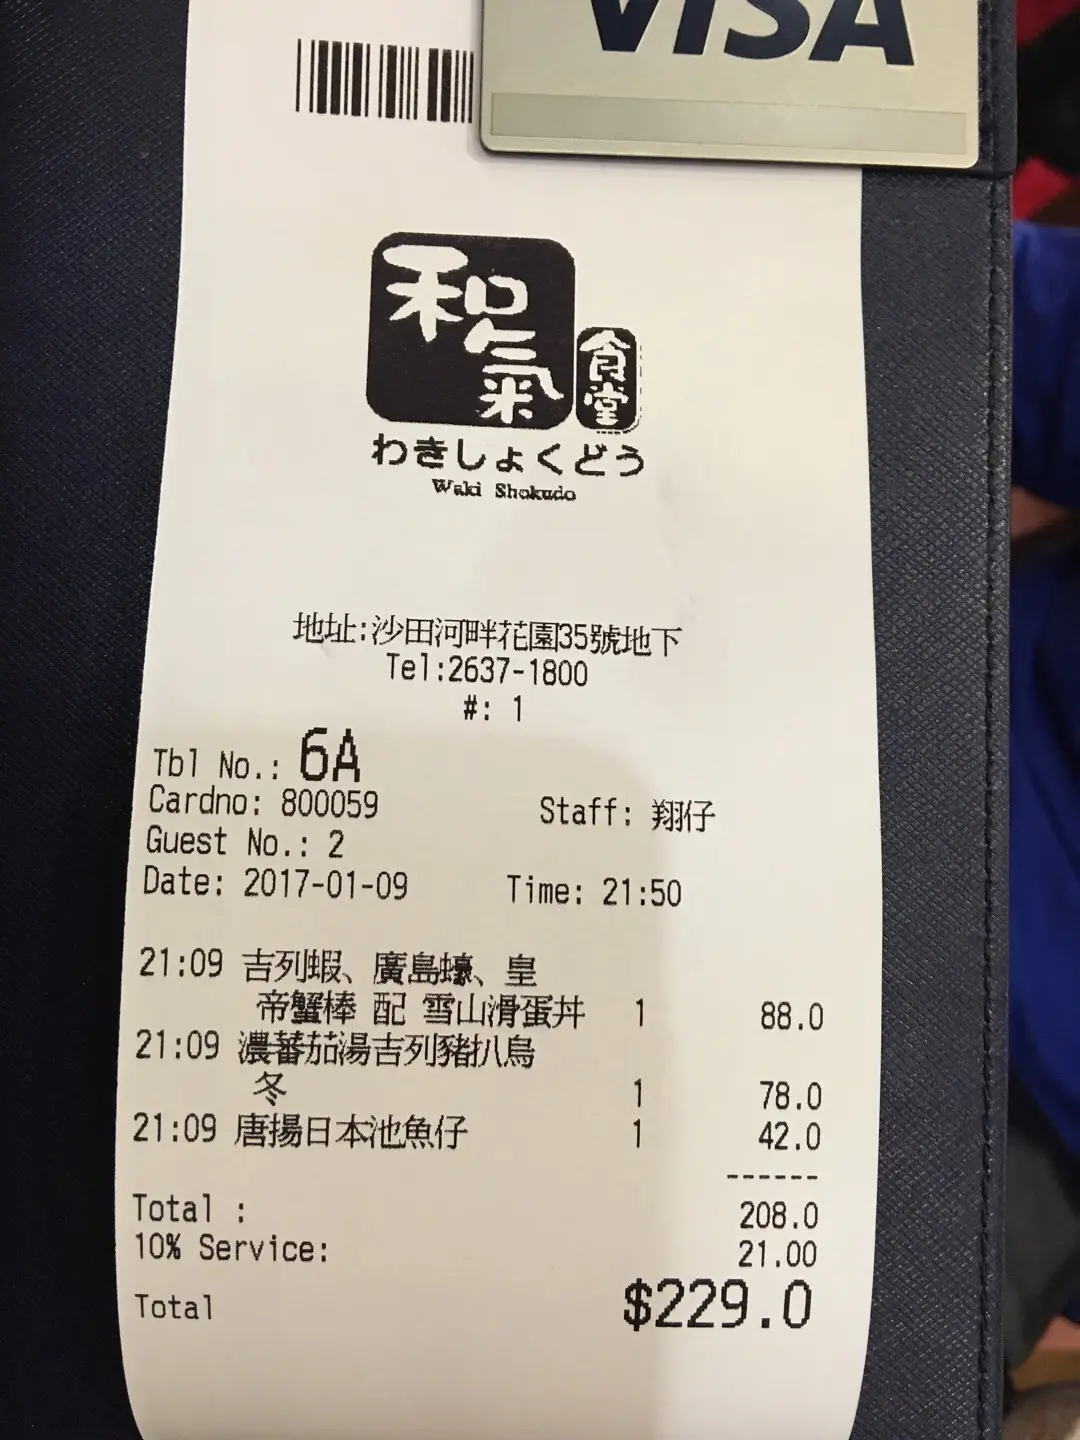 VISA
和氣
食堂
わきしょくどう
Waki Shokudo
地址:沙田河畔花園35號地下
Tel:2637-1800
#: 1
Tbl No.: 6A
Cardno: 800059 Staff: 翔仔
Guest No.: 2
Date: 2017-01-09 Time: 21:50
21:09 吉列蝦、廣島蠔、皇
帝蟹棒 配 雪山滑蛋丼 1 88.0
21:09 濃蕃茄湯吉列豬扒烏
冬 1 78.0
21:09 唐揚日本池魚仔 1 42.0
------
Total : 208.0
10% Service: 21.00
Total $229.0